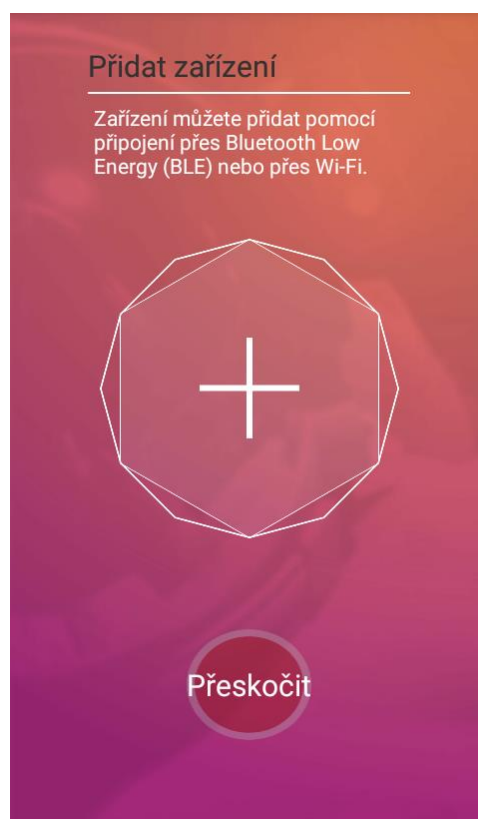 Přidat zařízení
Zařízení můžete přidat pomocí
připojení přes Bluetooth Low
Energy (BLE) nebo přes Wi-Fi.
Přeskočit